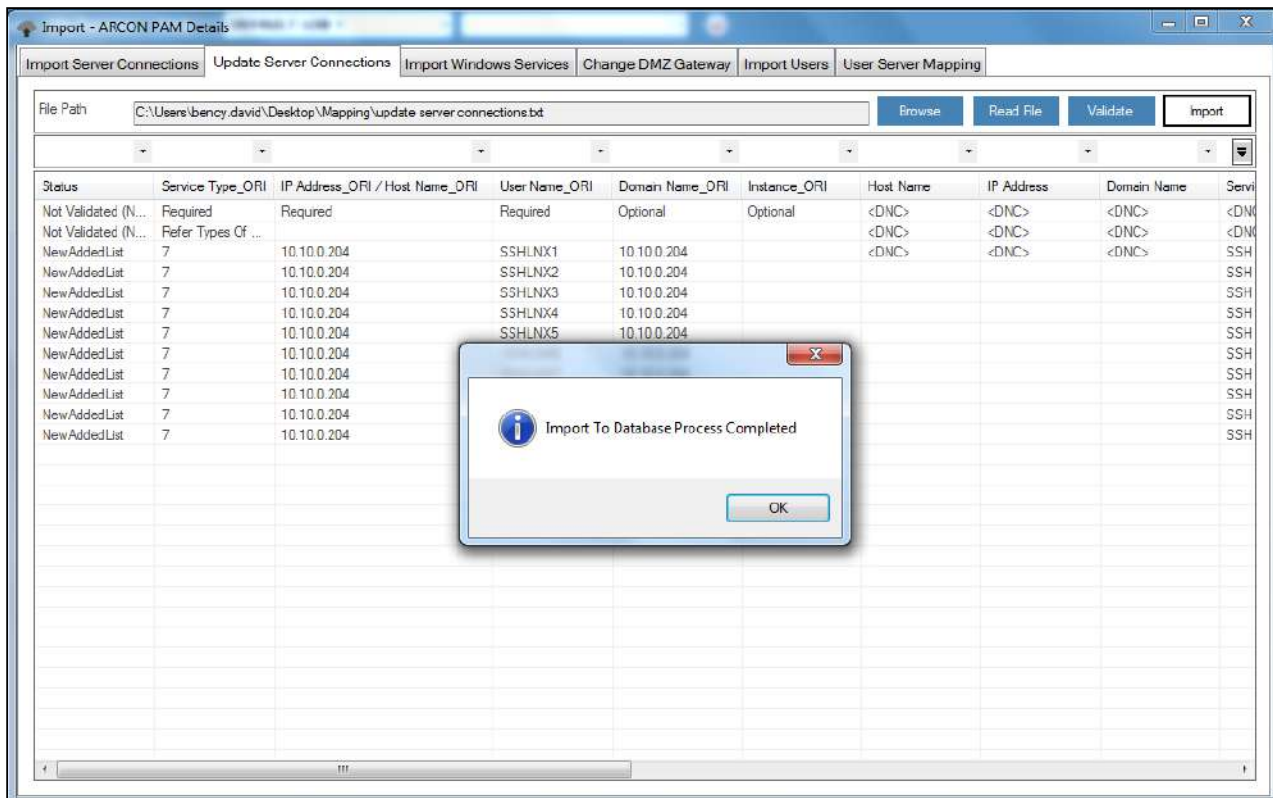 Import - ARCON PAM Details
Import Server Connections Update Server Connections Import Windows Services Change DMZ Gateway Import Users User Server Mapping
File Path C:\Users\bency.david\Desktop\Mapping\update server connections.txt Browse Read File Validate Import
Status Service Type_ORI IP Address_ORI / Host Name_ORI User Name_ORI Domain Name_ORI Instance_ORI Host Name IP Address Domain Name Servi
Not Validated (N... Required Required Required Optional Optional <DNC> <DNC> <DNC> <DN
Not Validated (N... Refer Types Of ... <DNC> <DNC> <DNC> <DN
NewAddedList 7 10.10.0.204 SSHLNX1 10.10.0.204 <DNC> <DNC> <DNC> SSH
NewAddedList 7 10.10.0.204 SSHLNX2 10.10.0.204 SSH
NewAddedList 7 10.10.0.204 SSHLNX3 10.10.0.204 SSH
NewAddedList 7 10.10.0.204 SSHLNX4 10.10.0.204 SSH
NewAddedList 7 10.10.0.204 SSHLNX5 10.10.0.204 SSH
NewAddedList 7 10.10.0.204 SSH
NewAddedList 7 10.10.0.204 SSH
NewAddedList 7 10.10.0.204 SSH
NewAddedList 7 10.10.0.204 SSH
NewAddedList 7 10.10.0.204 SSH
Import To Database Process Completed
OK